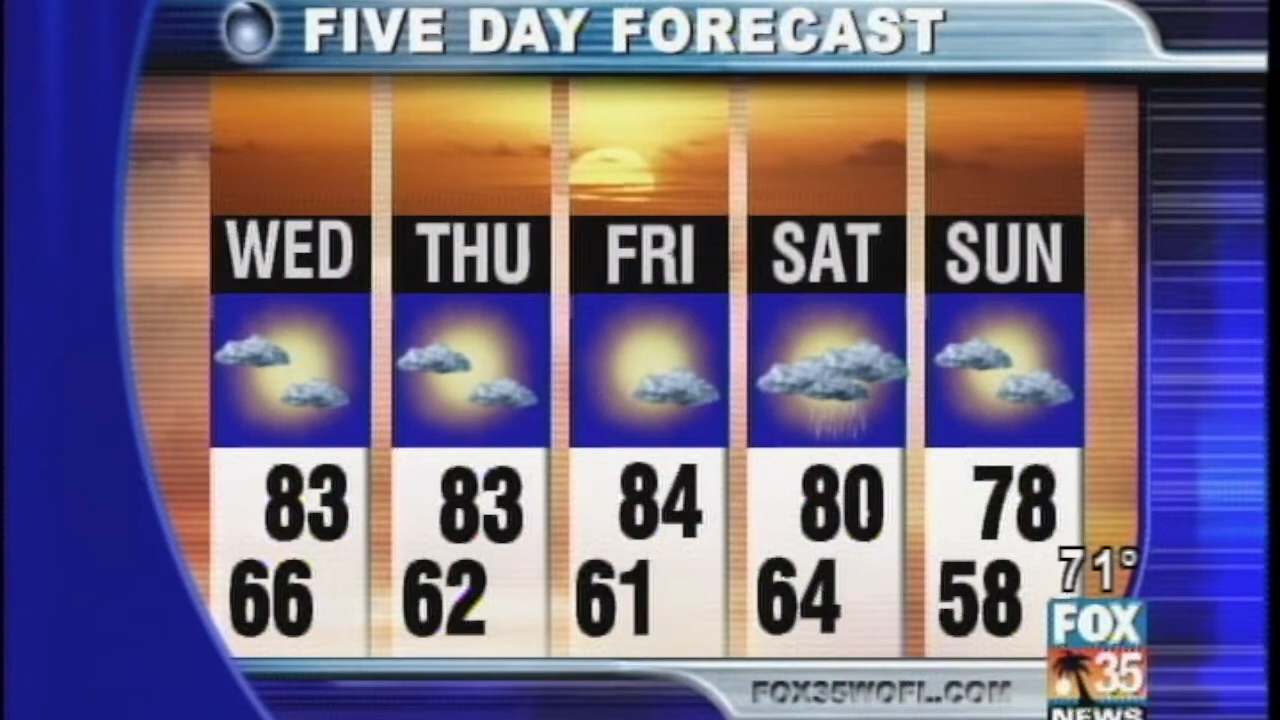 FIVE DAY FORECAST
WED THU FRI SAT SUN
83 83 84 80 78
66 62 61 64 58
71°
FOX
35
NEWS
FOX35WOFL.COM